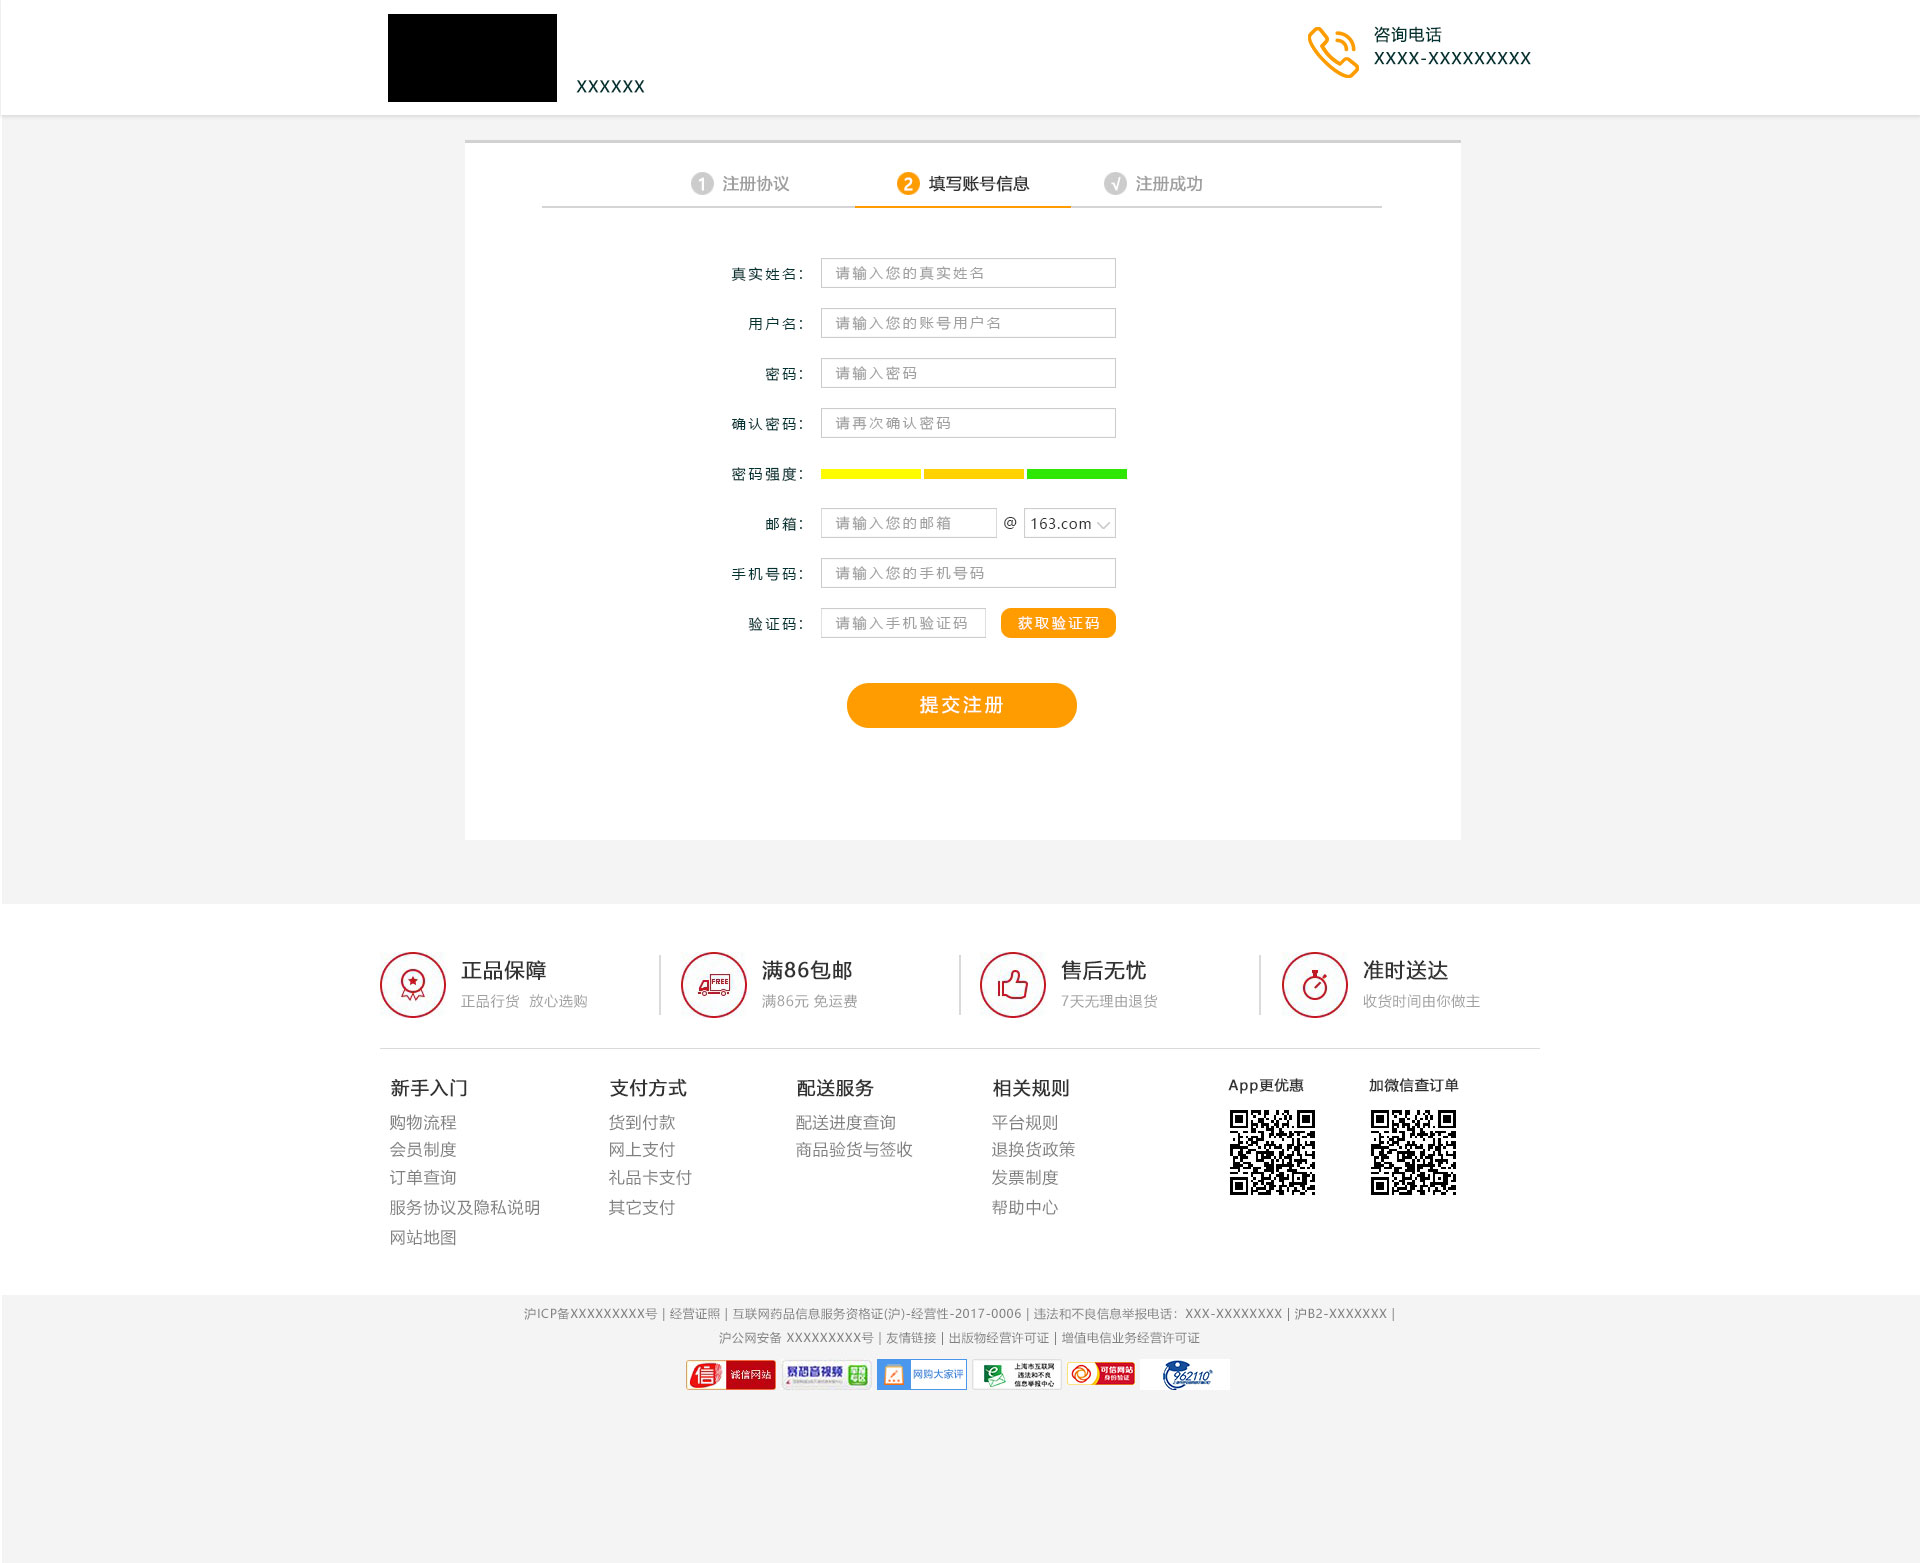 咨询电话
XXXX-XXXXXXXXX
XXXXXX
1 注册协议
2 填写账号信息
√ 注册成功
真实姓名： 请输入您的真实姓名
用户名： 请输入您的账号用户名
密码： 请输入密码
确认密码： 请再次确认密码
密码强度：
邮箱： 请输入您的邮箱 @ 163.com
手机号码： 请输入您的手机号码
验证码： 请输入手机验证码 获取验证码
提交注册
正品保障
正品行货 放心选购
FREE
满86包邮
满86元 免运费
售后无忧
7天无理由退货
准时送达
收货时间由你做主
新手入门
购物流程
会员制度
订单查询
服务协议及隐私说明
网站地图
支付方式
货到付款
网上支付
礼品卡支付
其它支付
配送服务
配送进度查询
商品验货与签收
相关规则
平台规则
退换货政策
发票制度
帮助中心
App更优惠
加微信查订单
沪ICP备XXXXXXXXX号 | 经营证照 | 互联网药品信息服务资格证(沪)-经营性-2017-0006 | 违法和不良信息举报电话：XXX-XXXXXXXX | 沪B2-XXXXXXX |
沪公网安备 XXXXXXXXX号 | 友情链接 | 出版物经营许可证 | 增值电信业务经营许可证
信 诚信网站
暴恐音视频
网购大家评
上海市互联网
违法和不良
信息举报中心
可信网站
身份验证
962110